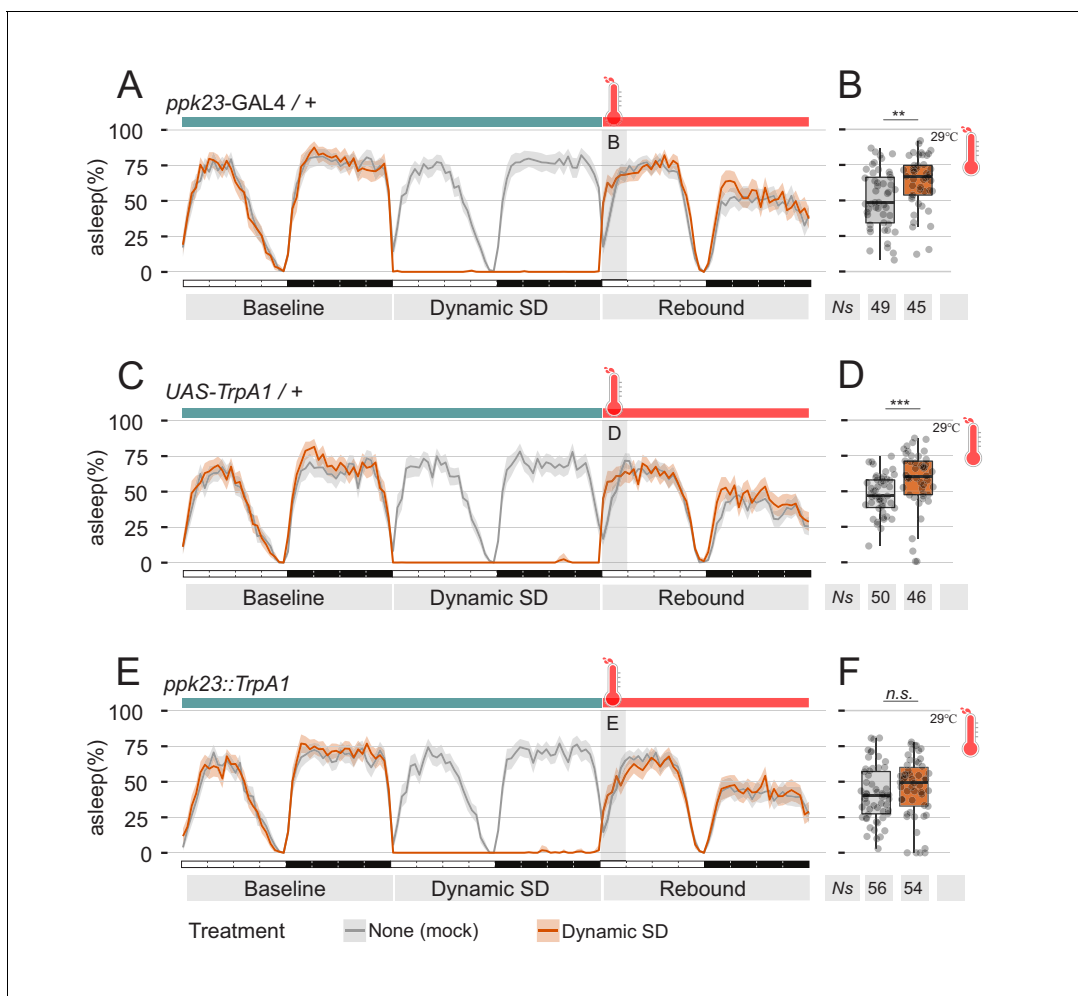 A
B
ppk23-GAL4 / +
**
29℃
100
75
50
25
0
asleep(%)
B
Baseline
Dynamic SD
Rebound
Ns
49
45
C
D
UAS-TrpA1 / +
***
29℃
100
75
50
25
0
asleep(%)
D
Baseline
Dynamic SD
Rebound
Ns
50
46
E
F
ppk23::TrpA1
n.s.
29℃
100
75
50
25
0
asleep(%)
E
Baseline
Dynamic SD
Rebound
Ns
56
54
Treatment
None (mock)
Dynamic SD